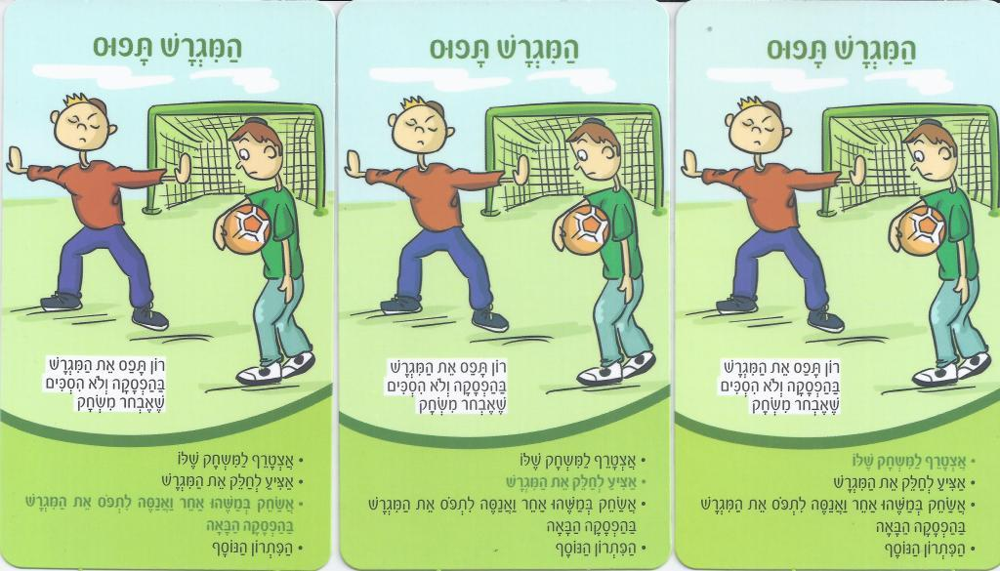 הַמִּגְרָשׁ תָּפוּס
רוֹן תָּפַס אֵת הַמִּגְרָשׁ
בַּהַפְסָקָה וְלֹא הִסְכִּים
שֶׁאֶבְחַר מִשְׂחָק
• אֶצְטָרֵף לַמִּשְׂחָק שֶׁלּוֹ
• אַצִּיעַ לְחַלֵּק אֵת הַמִּגְרָשׁ
• אֲשַׂחֵק בְּמַשֶּׁהוּ אַחֵר וַאֲנַסֶּה לִתְפֹּס אֵת הַמִּגְרָשׁ
בַּהַפְסָקָה הַבָּאָה
• הַפִּתְרוֹן הַנּוֹסָף
הַמִּגְרָשׁ תָּפוּס
רוֹן תָּפַס אֵת הַמִּגְרָשׁ
בַּהַפְסָקָה וְלֹא הִסְכִּים
שֶׁאֶבְחַר מִשְׂחָק
• אֶצְטָרֵף לַמִּשְׂחָק שֶׁלּוֹ
• אַצִּיעַ לְחַלֵּק אֵת הַמִּגְרָשׁ
• אֲשַׂחֵק בְּמַשֶּׁהוּ אַחֵר וַאֲנַסֶּה לִתְפֹּס אֵת הַמִּגְרָשׁ
בַּהַפְסָקָה הַבָּאָה
• הַפִּתְרוֹן הַנּוֹסָף
הַמִּגְרָשׁ תָּפוּס
רוֹן תָּפַס אֵת הַמִּגְרָשׁ
בַּהַפְסָקָה וְלֹא הִסְכִּים
שֶׁאֶבְחַר מִשְׂחָק
• אֶצְטָרֵף לַמִּשְׂחָק שֶׁלּוֹ
• אַצִּיעַ לְחַלֵּק אֵת הַמִּגְרָשׁ
• אֲשַׂחֵק בְּמַשֶּׁהוּ אַחֵר וַאֲנַסֶּה לִתְפֹּס אֵת הַמִּגְרָשׁ
בַּהַפְסָקָה הַבָּאָה
• הַפִּתְרוֹן הַנּוֹסָף